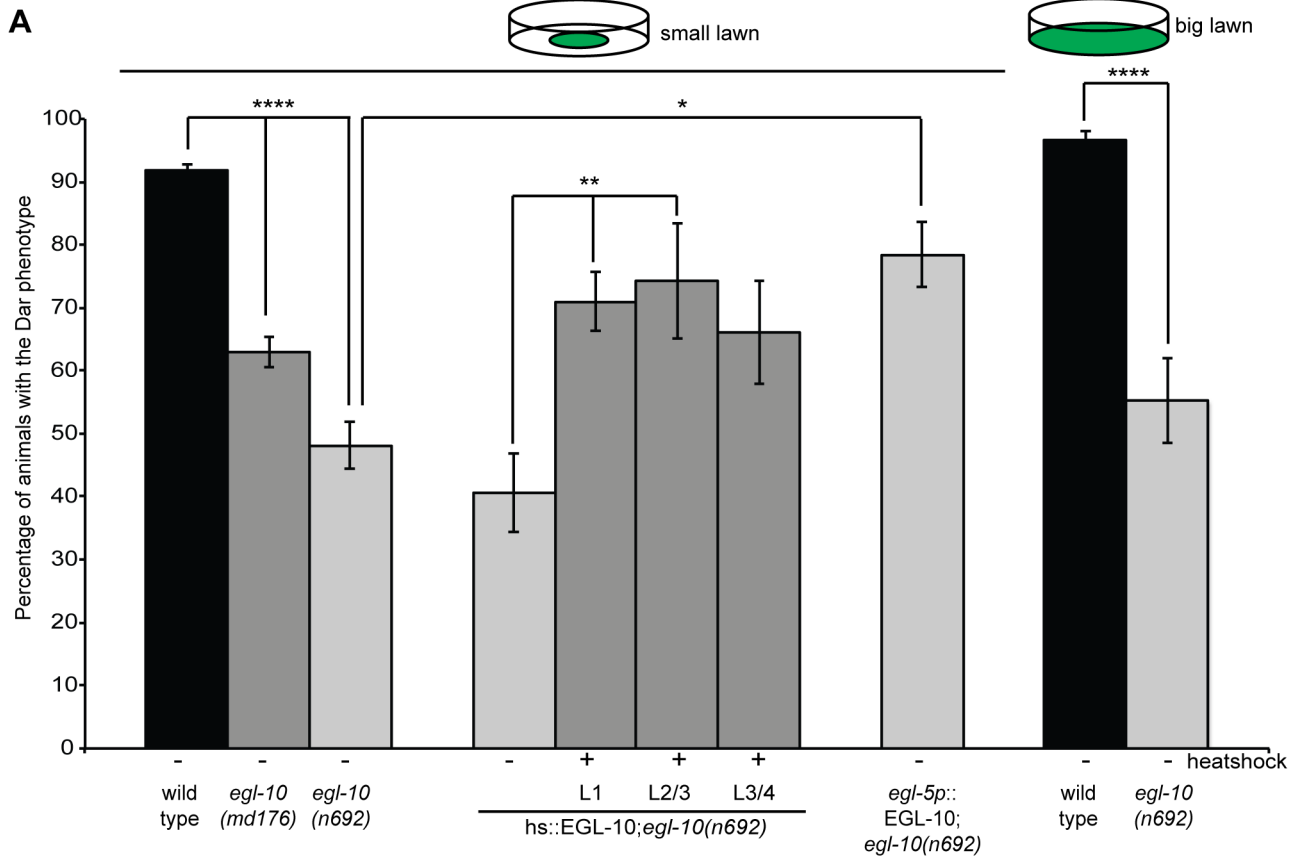 A
small lawn
big lawn
****
*
****
**
Percentage of animals with the Dar phenotype
100
90
80
70
60
50
40
30
20
10
0
- - - - + + + - - - heatshock
wild type
egl-10 (md176)
egl-10 (n692)
L1
L2/3
L3/4
hs::EGL-10;egl-10(n692)
egl-5p::
EGL-10;
egl-10(n692)
wild type
egl-10 (n692)